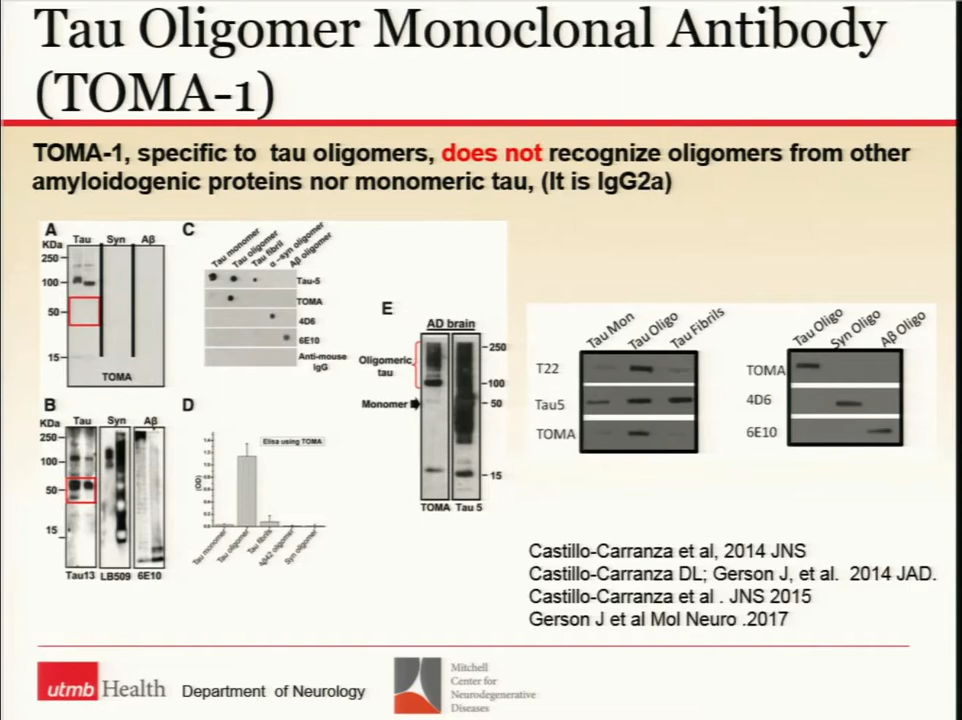 Tau Oligomer Monoclonal Antibody
(TOMA-1)
TOMA-1, specific to tau oligomers, does not recognize oligomers from other
amyloidogenic proteins nor monomeric tau, (It is IgG2a)
A
Tau Syn Aβ
KDa
250
100
50
15
TOMA
B
KDa
Tau Syn Aβ
250
100
50
15
Tau13 LB509 6E10
C
Tau monomer
Tau oligomer
Tau fibril
α-syn oligomer
Aβ oligomer
Tau-5
TOMA
4D6
6E10
Anti-mouse
IgG
D
Elisa using TOMA
(OD)
Tau monomer
Tau oligomer
Tau fibrils
Aβ42 oligomer
Syn oligomer
E
AD brain
Oligomeric
tau
Monomer
250
100
50
15
TOMA Tau 5
Tau Mon
Tau Oligo
Tau Fibrils
T22
Tau5
TOMA
Tau Oligo
Syn Oligo
Aβ Oligo
TOMA
4D6
6E10
Castillo-Carranza et al, 2014 JNS
Castillo-Carranza DL; Gerson J, et al. 2014 JAD.
Castillo-Carranza et al . JNS 2015
Gerson J et al Mol Neuro .2017
utmb Health
Department of Neurology
Mitchell
Center for
Neurodegenerative
Diseases